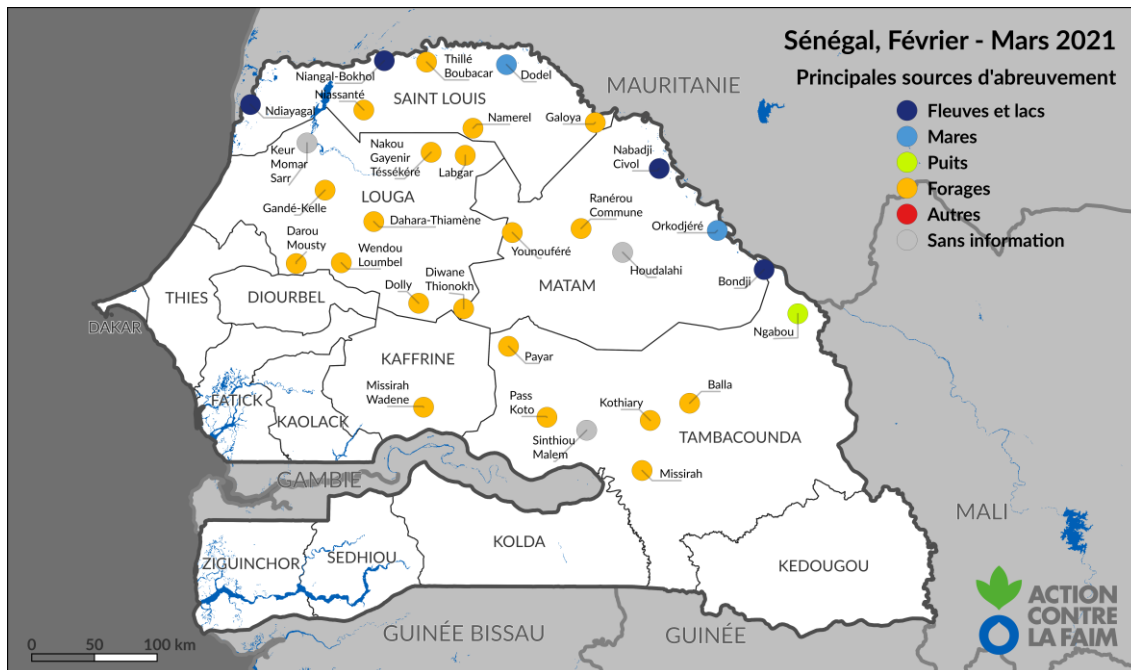 Sénégal, Février - Mars 2021
Principales sources d'abreuvement
Fleuves et lacs
Mares
Puits
Forages
Autres
Sans information
MAURITANIE
Niangal-Bokhol
Thillé
Boubacar
Dodel
Ndiayagal
Niassanté
SAINT LOUIS
Namerel
Galoya
Keur
Momar
Sarr
Nakou
Gayenir
Téssékéré
Labgar
Nabadji
Civol
LOUGA
Gandé-Kelle
Dahara-Thiamène
Ranérou
Commune
Orkodjéré
Darou
Mousty
Wendou
Loumbel
Younouféré
Houdalahi
Diwane
Thionokh
Dolly
MATAM
Bondji
THIES
DIOURBEL
DAKAR
Ngabou
KAFFRINE
Payar
Missirah
Wadene
Balla
Pass
Koto
Kothiary
FATICK
KAOLACK
Sinthiou
Malem
TAMBACOUNDA
Missirah
GAMBIE
MALI
KOLDA
ZIGUINCHOR
SEDHIOU
KEDOUGOU
GUINÉE BISSAU
GUINÉE
0 50 100 km
ACTION
CONTRE
LA FAIM